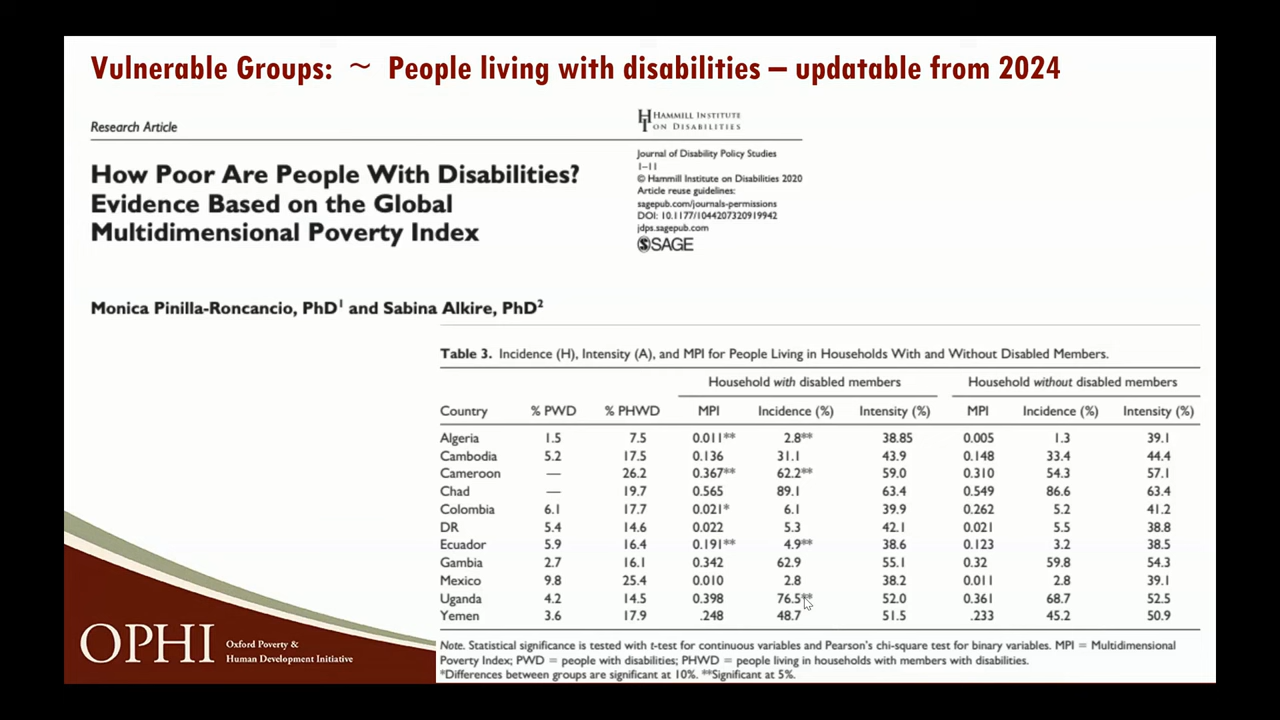 Vulnerable Groups: ~ People living with disabilities – updatable from 2024
Research Article
HAMMILL INSTITUTE
ON DISABILITIES
How Poor Are People With Disabilities?
Evidence Based on the Global
Multidimensional Poverty Index
Journal of Disability Policy Studies
1–11
© Hammill Institute on Disabilities 2020
Article reuse guidelines:
sagepub.com/journals-permissions
DOI: 10.1177/1044207320919942
jdps.sagepub.com
SAGE
Monica Pinilla-Roncancio, PhD1 and Sabina Alkire, PhD2
Table 3. Incidence (H), Intensity (A), and MPI for People Living in Households With and Without Disabled Members.
Household with disabled members Household without disabled members
Country % PWD % PHWD MPI Incidence (%) Intensity (%) MPI Incidence (%) Intensity (%)
Algeria 1.5 7.5 0.011** 2.8** 38.85 0.005 1.3 39.1
Cambodia 5.2 17.5 0.136 31.1 43.9 0.148 33.4 44.4
Cameroon — 26.2 0.367** 62.2** 59.0 0.310 54.3 57.1
Chad — 19.7 0.565 89.1 63.4 0.549 86.6 63.4
Colombia 6.1 17.7 0.021* 6.1 39.9 0.262 5.2 41.2
DR 5.4 14.6 0.022 5.3 42.1 0.021 5.5 38.8
Ecuador 5.9 16.4 0.191** 4.9** 38.6 0.123 3.2 38.5
Gambia 2.7 16.1 0.342 62.9 55.1 0.32 59.8 54.3
Mexico 9.8 25.4 0.010 2.8 38.2 0.011 2.8 39.1
Uganda 4.2 14.5 0.398 76.5** 52.0 0.361 68.7 52.5
Yemen 3.6 17.9 .248 48.7 51.5 .233 45.2 50.9
Note. Statistical significance is tested with t-test for continuous variables and Pearson's chi-square test for binary variables. MPI = Multidimensional
Poverty Index; PWD = people with disabilities; PHWD = people living in households with members with disabilities.
*Differences between groups are significant at 10%. **Significant at 5%.
OPHI
Oxford Poverty &
Human Development Initiative